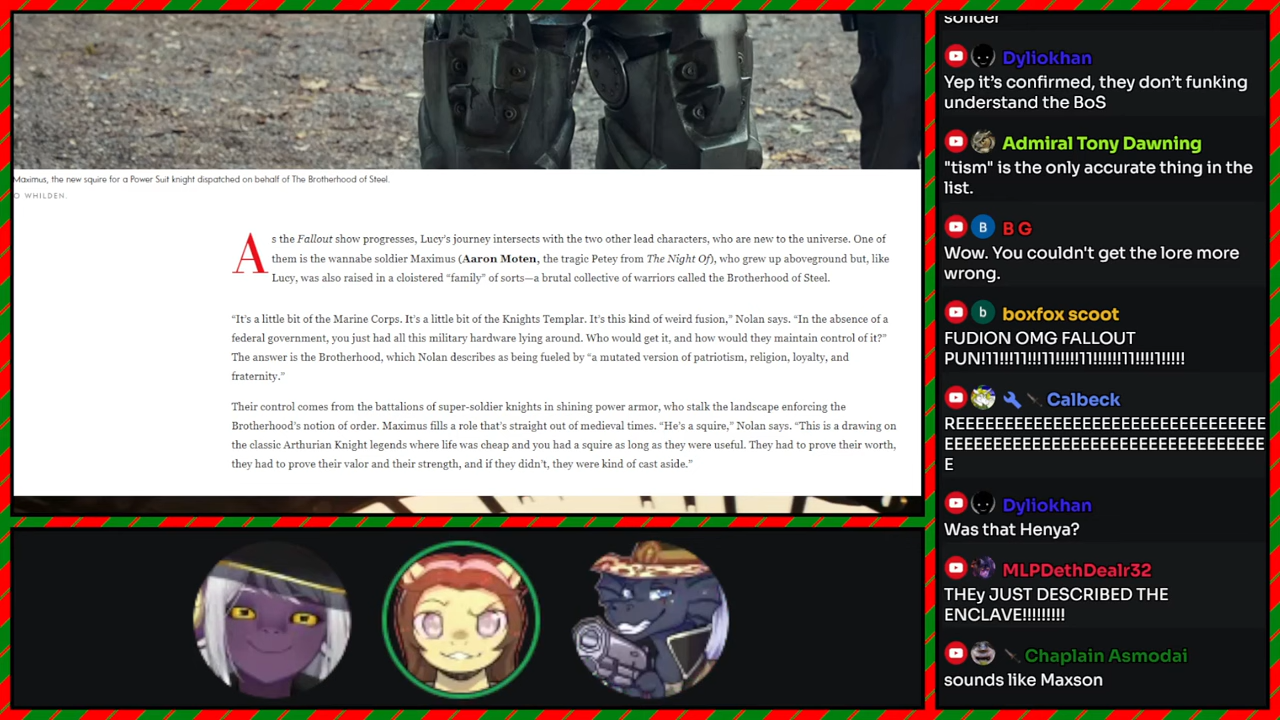 Maximus, the new squire for a Power Suit knight dispatched on behalf of The Brotherhood of Steel.
O WHILDEN.
As the Fallout show progresses, Lucy's journey intersects with the two other lead characters, who are new to the universe. One of
them is the wannabe soldier Maximus (Aaron Moten, the tragic Petey from The Night Of), who grew up aboveground but, like
Lucy, was also raised in a cloistered “family” of sorts—a brutal collective of warriors called the Brotherhood of Steel.
“It's a little bit of the Marine Corps. It's a little bit of the Knights Templar. It's this kind of weird fusion,” Nolan says. “In the absence of a
federal government, you just had all this military hardware lying around. Who would get it, and how would they maintain control of it?”
The answer is the Brotherhood, which Nolan describes as being fueled by “a mutated version of patriotism, religion, loyalty, and
fraternity.”
Their control comes from the battalions of super-soldier knights in shining power armor, who stalk the landscape enforcing the
Brotherhood's notion of order. Maximus fills a role that's straight out of medieval times. “He's a squire,” Nolan says. “This is a drawing on
the classic Arthurian Knight legends where life was cheap and you had a squire as long as they were useful. They had to prove their worth,
they had to prove their valor and their strength, and if they didn't, they were kind of cast aside.”
solider
Dyliokhan
Yep it's confirmed, they don't funking
understand the BoS
Admiral Tony Dawning
"tism" is the only accurate thing in the
list.
B
B G
Wow. You couldn't get the lore more
wrong.
b
boxfox scoot
FUDION OMG FALLOUT
PUN!11!!!11!!!11!!!!!11!!!!!!11!!!!1!!!!!
Calbeck
REEEEEEEEEEEEEEEEEEEEEEEEEEEEEEE
EEEEEEEEEEEEEEEEEEEEEEEEEEEEEEEE
E
Dyliokhan
Was that Henya?
MLPDethDealr32
THEy JUST DESCRIBED THE
ENCLAVE!!!!!!!!!
Chaplain Asmodai
sounds like Maxson